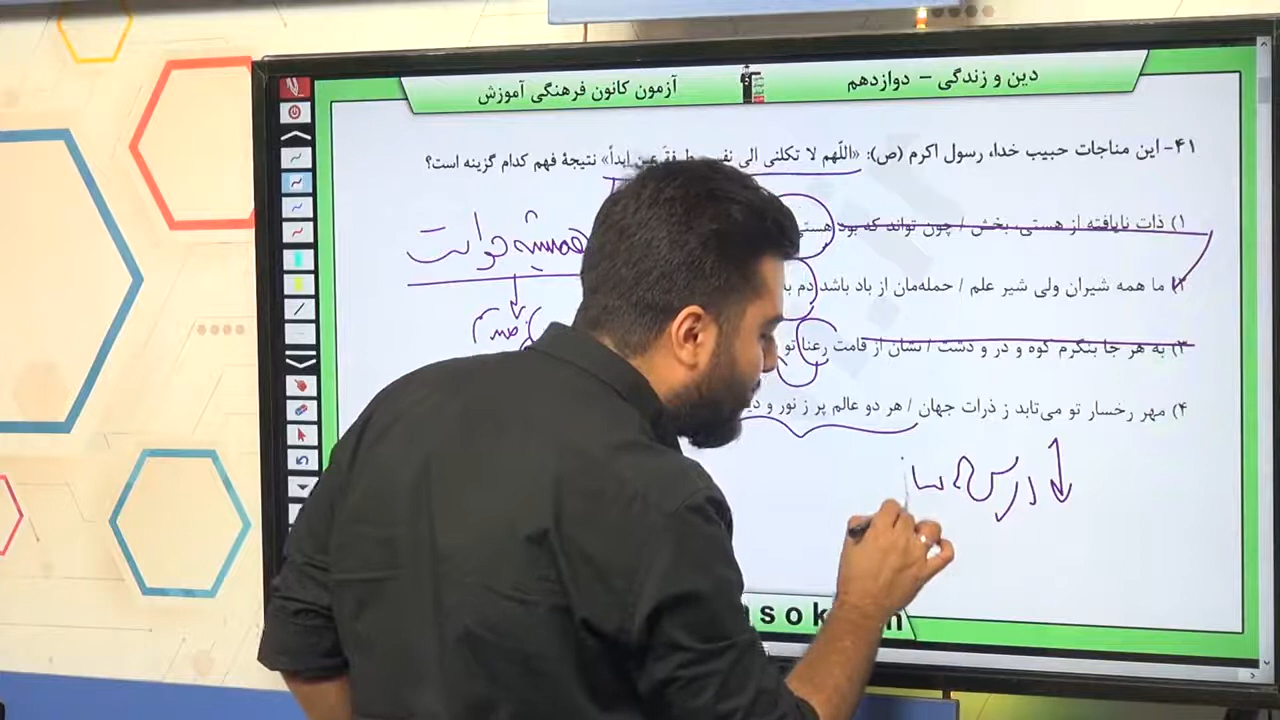 دین و زندگی – دوازدهم
آزمون کانون فرهنگی آموزش
۴۱- این مناجات حبیب خدا، رسول اکرم (ص): «اللّهم لا تکلنی الی طرفة عین ابداً» نتیجهٔ فهم کدام گزینه است؟
۱) ذات نایافته از هستی، بخش / چون تواند که بود هستی
۲) ما همه شیران ولی شیر علم / حمله‌مان از باد باشد دم
۳) به هر جا بنگرم کوه و در و دشت / نشان از قامت رعنا تو
۴) مهر رخسار تو می‌تابد ز ذرات جهان / هر دو عالم پر ز نور و
همیشه
درس